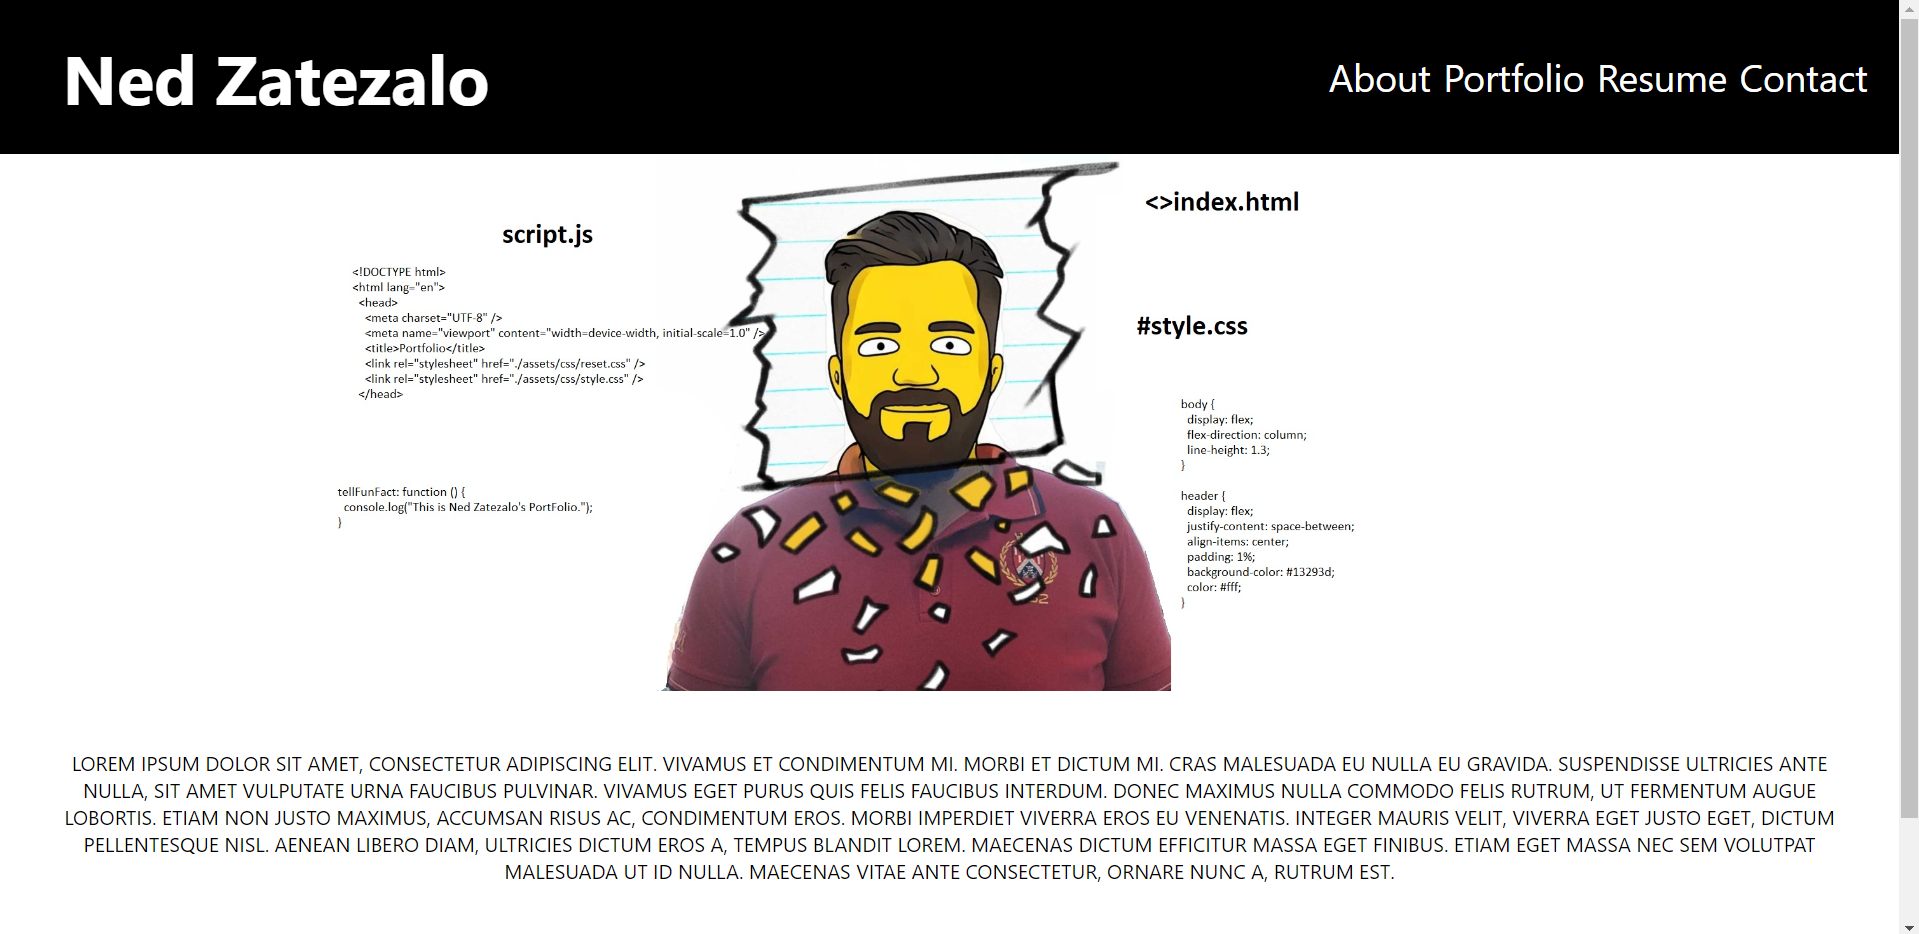 Ned Zatezalo
About Portfolio Resume Contact
<>index.html
script.js
<!DOCTYPE html>
<html lang="en">
<head>
<meta charset="UTF-8" />
<meta name="viewport" content="width=device-width, initial-scale=1.0" />
<title>Portfolio</title>
<link rel="stylesheet" href="./assets/css/reset.css" />
<link rel="stylesheet" href="./assets/css/style.css" />
</head>
tellFunFact: function () {
console.log("This is Ned Zatezalo's PortFolio.");
}
#style.css
body {
display: flex;
flex-direction: column;
line-height: 1.3;
}
header {
display: flex;
justify-content: space-between;
align-items: center;
padding: 1%;
background-color: #13293d;
color: #fff;
}
LOREM IPSUM DOLOR SIT AMET, CONSECTETUR ADIPISCING ELIT. VIVAMUS ET CONDIMENTUM MI. MORBI ET DICTUM MI. CRAS MALESUADA EU NULLA EU GRAVIDA. SUSPENDISSE ULTRICIES ANTE
NULLA, SIT AMET VULPUTATE URNA FAUCIBUS PULVINAR. VIVAMUS EGET PURUS QUIS FELIS FAUCIBUS INTERDUM. DONEC MAXIMUS NULLA COMMODO FELIS RUTRUM, UT FERMENTUM AUGUE
LOBORTIS. ETIAM NON JUSTO MAXIMUS, ACCUMSAN RISUS AC, CONDIMENTUM EROS. MORBI IMPERDIET VIVERRA EROS EU VENENATIS. INTEGER MAURIS VELIT, VIVERRA EGET JUSTO EGET, DICTUM
PELLENTESQUE NISL. AENEAN LIBERO DIAM, ULTRICIES DICTUM EROS A, TEMPUS BLANDIT LOREM. MAECENAS DICTUM EFFICITUR MASSA EGET FINIBUS. ETIAM EGET MASSA NEC SEM VOLUTPAT
MALESUADA UT ID NULLA. MAECENAS VITAE ANTE CONSECTETUR, ORNARE NUNC A, RUTRUM EST.